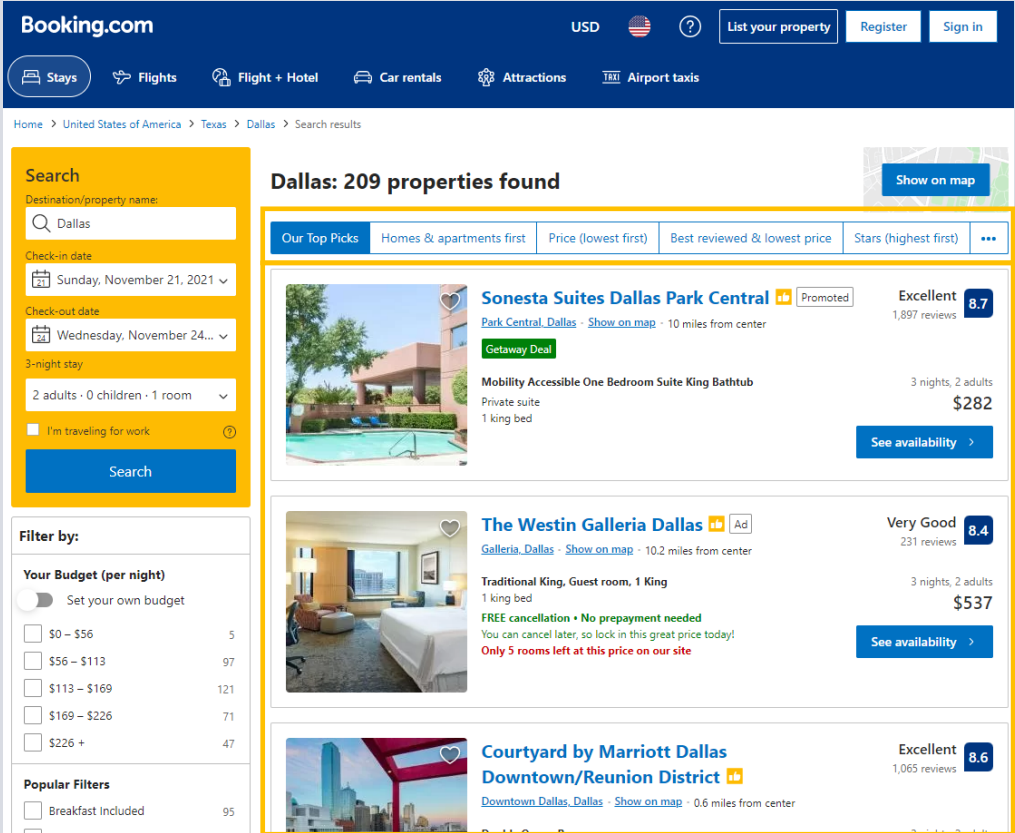 Booking.com
USD
List your property
Register
Sign in
Stays
Flights
Flight + Hotel
Car rentals
Attractions
TAXI Airport taxis
Home > United States of America > Texas > Dallas > Search results
Search
Destination/property name:
Dallas
Check-in date
21 Sunday, November 21, 2021
Check-out date
24 Wednesday, November 24...
3-night stay
2 adults · 0 children · 1 room
I'm traveling for work
Search
Filter by:
Your Budget (per night)
Set your own budget
$0 – $56 5
$56 – $113 97
$113 – $169 121
$169 – $226 71
$226 + 47
Popular Filters
Breakfast Included 95
Dallas: 209 properties found
Show on map
Our Top Picks
Homes & apartments first
Price (lowest first)
Best reviewed & lowest price
Stars (highest first)
•••
Sonesta Suites Dallas Park Central Promoted
Park Central, Dallas · Show on map · 10 miles from center
Getaway Deal
Mobility Accessible One Bedroom Suite King Bathtub
Private suite
1 king bed
Excellent 8.7
1,897 reviews
3 nights, 2 adults
$282
See availability >
The Westin Galleria Dallas Ad
Galleria, Dallas · Show on map · 10.2 miles from center
Traditional King, Guest room, 1 King
1 king bed
FREE cancellation • No prepayment needed
You can cancel later, so lock in this great price today!
Only 5 rooms left at this price on our site
Very Good 8.4
231 reviews
3 nights, 2 adults
$537
See availability >
Courtyard by Marriott Dallas
Downtown/Reunion District
Downtown Dallas, Dallas · Show on map · 0.6 miles from center
Excellent 8.6
1,065 reviews